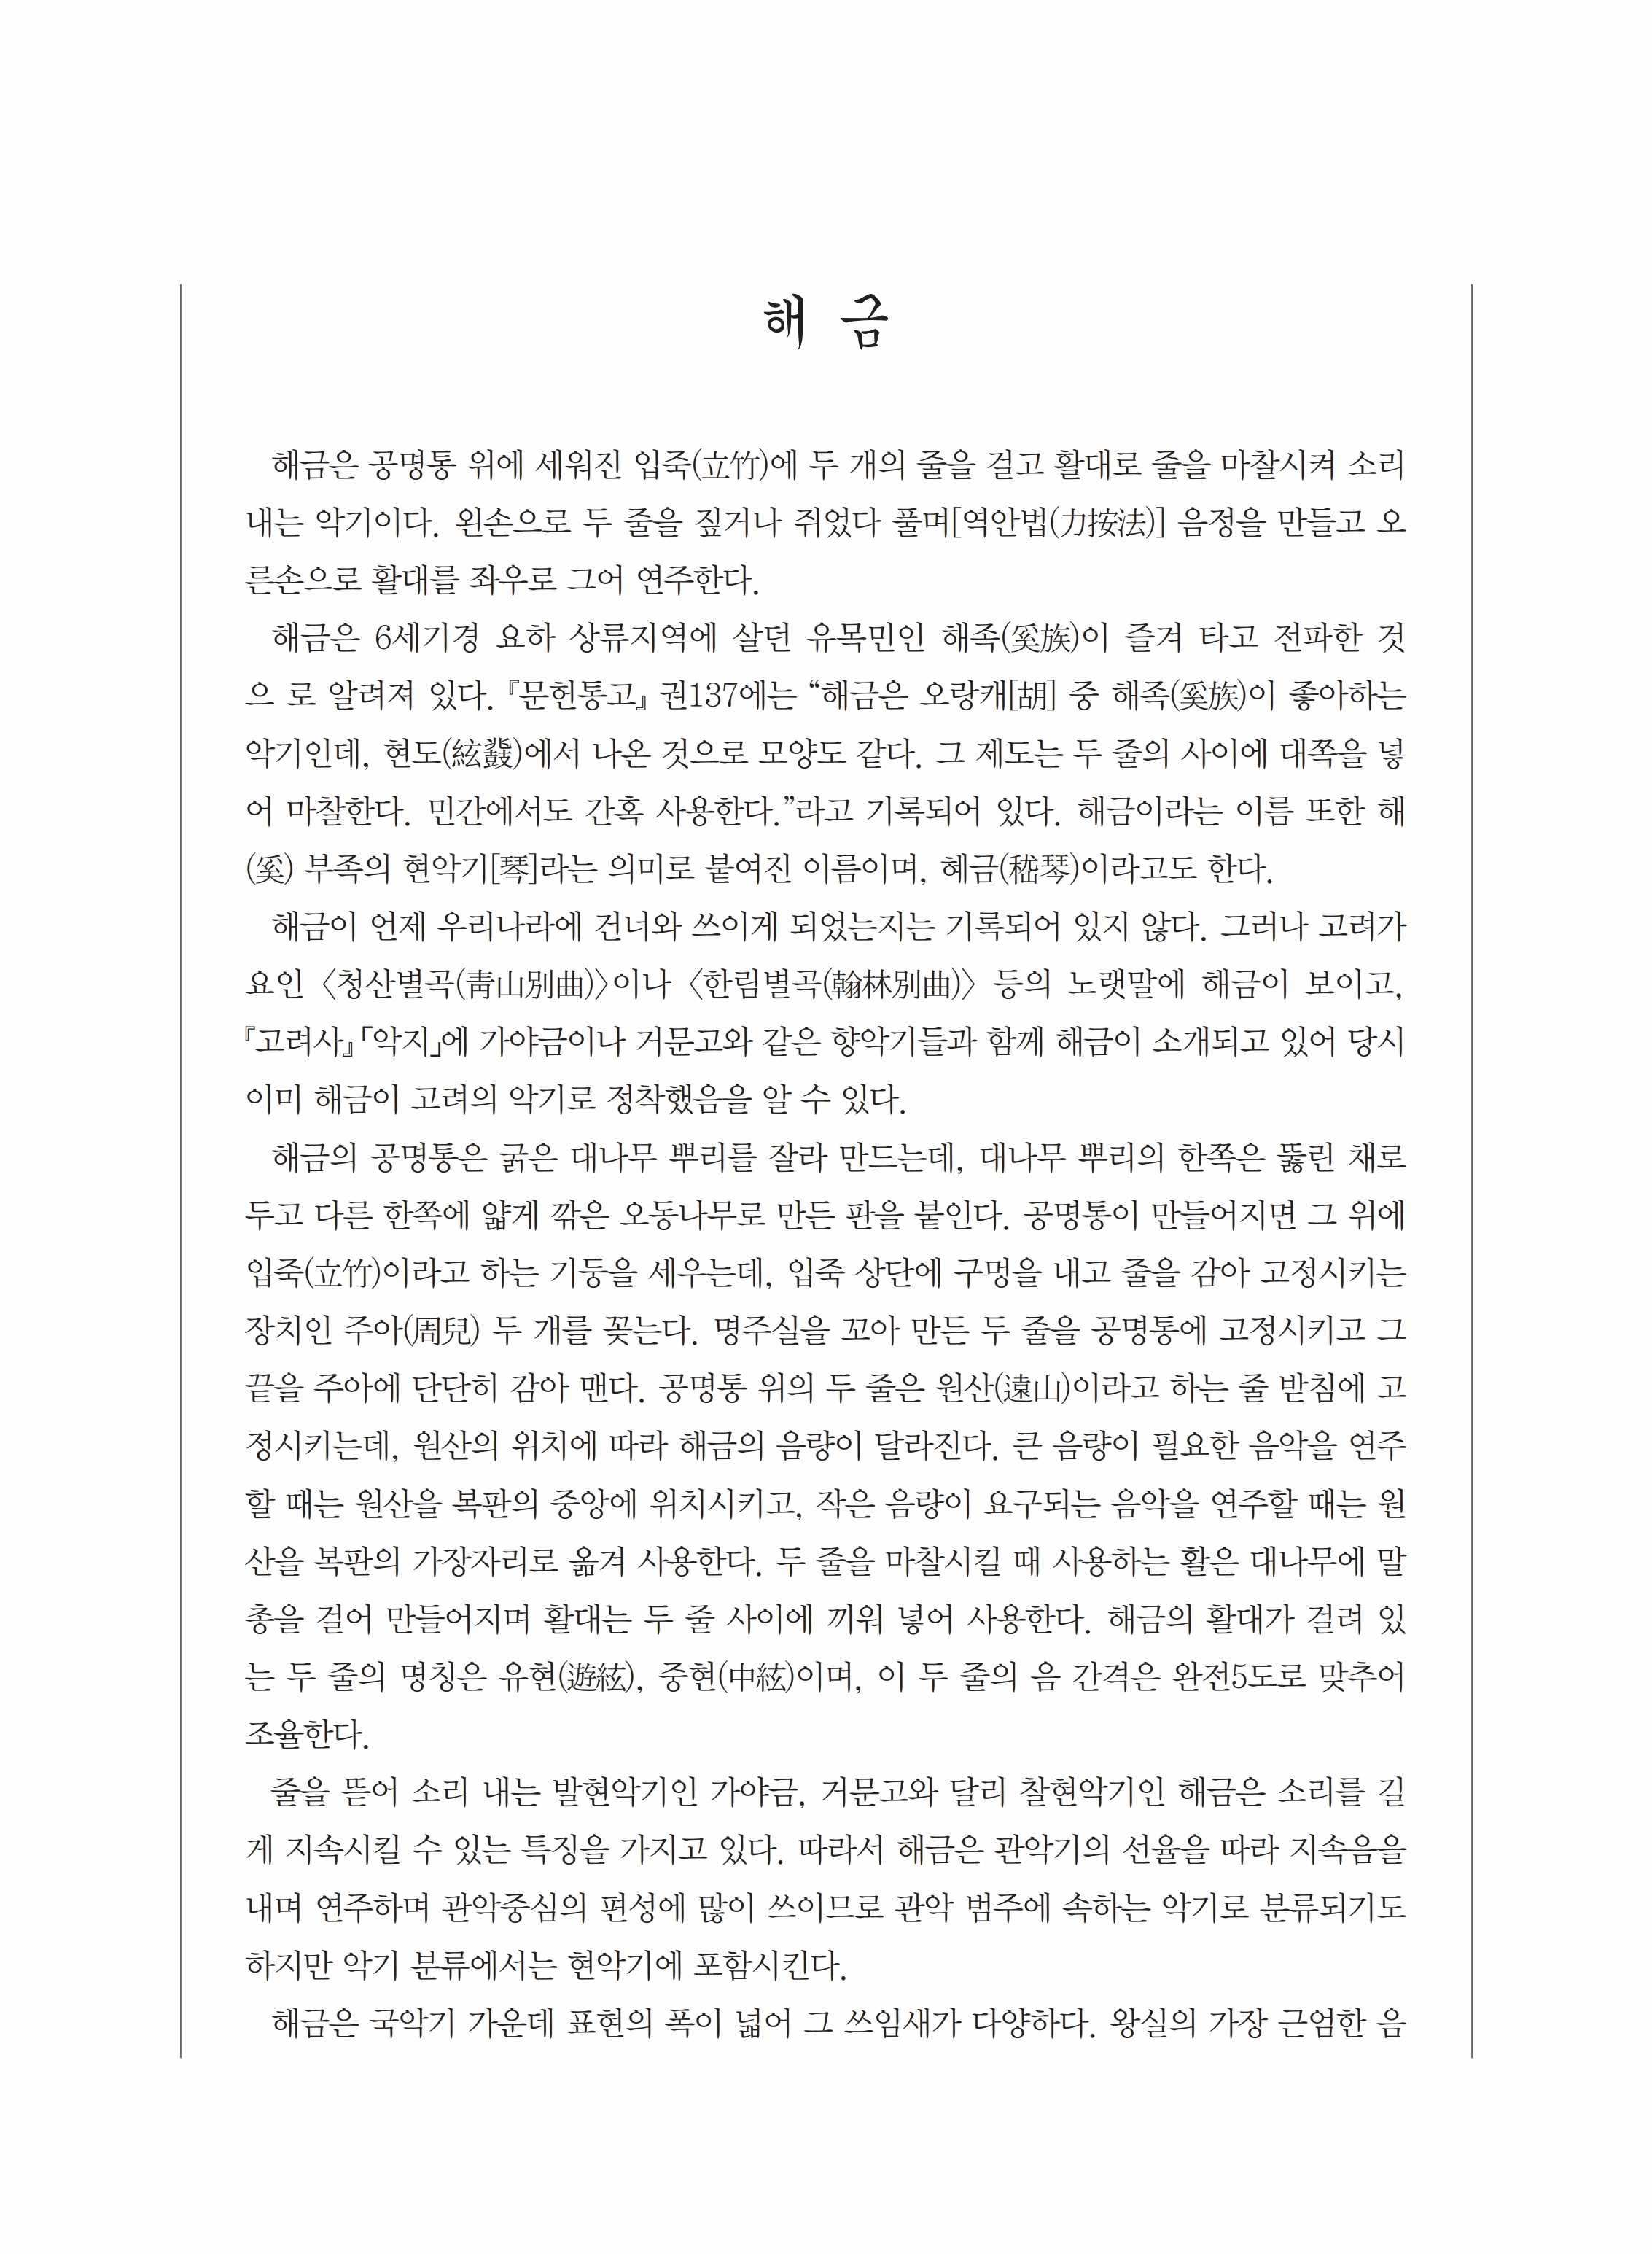 해 금
해금은 공명통 위에 세워진 입죽(立竹)에 두 개의 줄을 걸고 활대로 줄을 마찰시켜 소리
내는 악기이다. 왼손으로 두 줄을 짚거나 쥐었다 풀며[역안법(力按法)] 음정을 만들고 오
른손으로 활대를 좌우로 그어 연주한다.
해금은 6세기경 요하 상류지역에 살던 유목민인 해족(奚族)이 즐겨 타고 전파한 것
으 로 알려져 있다. 『문헌통고』 권137에는 “해금은 오랑캐[胡] 중 해족(奚族)이 좋아하는
악기인데, 현도(絃鼗)에서 나온 것으로 모양도 같다. 그 제도는 두 줄의 사이에 대쪽을 넣
어 마찰한다. 민간에서도 간혹 사용한다.”라고 기록되어 있다. 해금이라는 이름 또한 해
(奚) 부족의 현악기[琴]라는 의미로 붙여진 이름이며, 혜금(嵇琴)이라고도 한다.
해금이 언제 우리나라에 건너와 쓰이게 되었는지는 기록되어 있지 않다. 그러나 고려가
요인 〈청산별곡(靑山別曲)〉이나 〈한림별곡(翰林別曲)〉 등의 노랫말에 해금이 보이고,
『고려사』「악지」에 가야금이나 거문고와 같은 향악기들과 함께 해금이 소개되고 있어 당시
이미 해금이 고려의 악기로 정착했음을 알 수 있다.
해금의 공명통은 굵은 대나무 뿌리를 잘라 만드는데, 대나무 뿌리의 한쪽은 뚫린 채로
두고 다른 한쪽에 얇게 깎은 오동나무로 만든 판을 붙인다. 공명통이 만들어지면 그 위에
입죽(立竹)이라고 하는 기둥을 세우는데, 입죽 상단에 구멍을 내고 줄을 감아 고정시키는
장치인 주아(周兒) 두 개를 꽂는다. 명주실을 꼬아 만든 두 줄을 공명통에 고정시키고 그
끝을 주아에 단단히 감아 맨다. 공명통 위의 두 줄은 원산(遠山)이라고 하는 줄 받침에 고
정시키는데, 원산의 위치에 따라 해금의 음량이 달라진다. 큰 음량이 필요한 음악을 연주
할 때는 원산을 복판의 중앙에 위치시키고, 작은 음량이 요구되는 음악을 연주할 때는 원
산을 복판의 가장자리로 옮겨 사용한다. 두 줄을 마찰시킬 때 사용하는 활은 대나무에 말
총을 걸어 만들어지며 활대는 두 줄 사이에 끼워 넣어 사용한다. 해금의 활대가 걸려 있
는 두 줄의 명칭은 유현(遊絃), 중현(中絃)이며, 이 두 줄의 음 간격은 완전5도로 맞추어
조율한다.
줄을 뜯어 소리 내는 발현악기인 가야금, 거문고와 달리 찰현악기인 해금은 소리를 길
게 지속시킬 수 있는 특징을 가지고 있다. 따라서 해금은 관악기의 선율을 따라 지속음을
내며 연주하며 관악중심의 편성에 많이 쓰이므로 관악 범주에 속하는 악기로 분류되기도
하지만 악기 분류에서는 현악기에 포함시킨다.
해금은 국악기 가운데 표현의 폭이 넓어 그 쓰임새가 다양하다. 왕실의 가장 근엄한 음